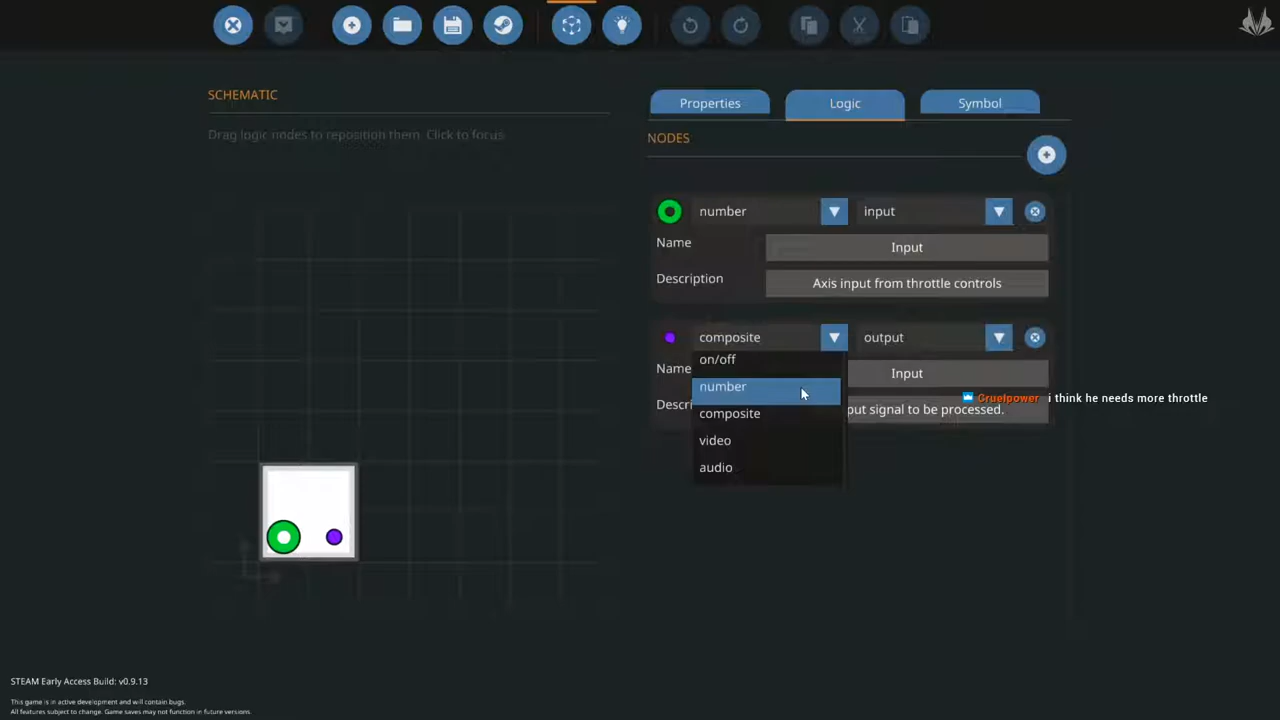 SCHEMATIC
Drag logic nodes to reposition them. Click to focus.
Properties
Logic
Symbol
NODES
number
input
Name
Input
Description
Axis input from throttle controls
composite
output
on/off
Name
Input
number
Descri
put signal to be processed.
Gruelpower i think he needs more throttle
composite
video
audio
STEAM Early Access Build: v0.9.13
This game is in active development and will contain bugs.
All features subject to change. Game saves may not function in future versions.